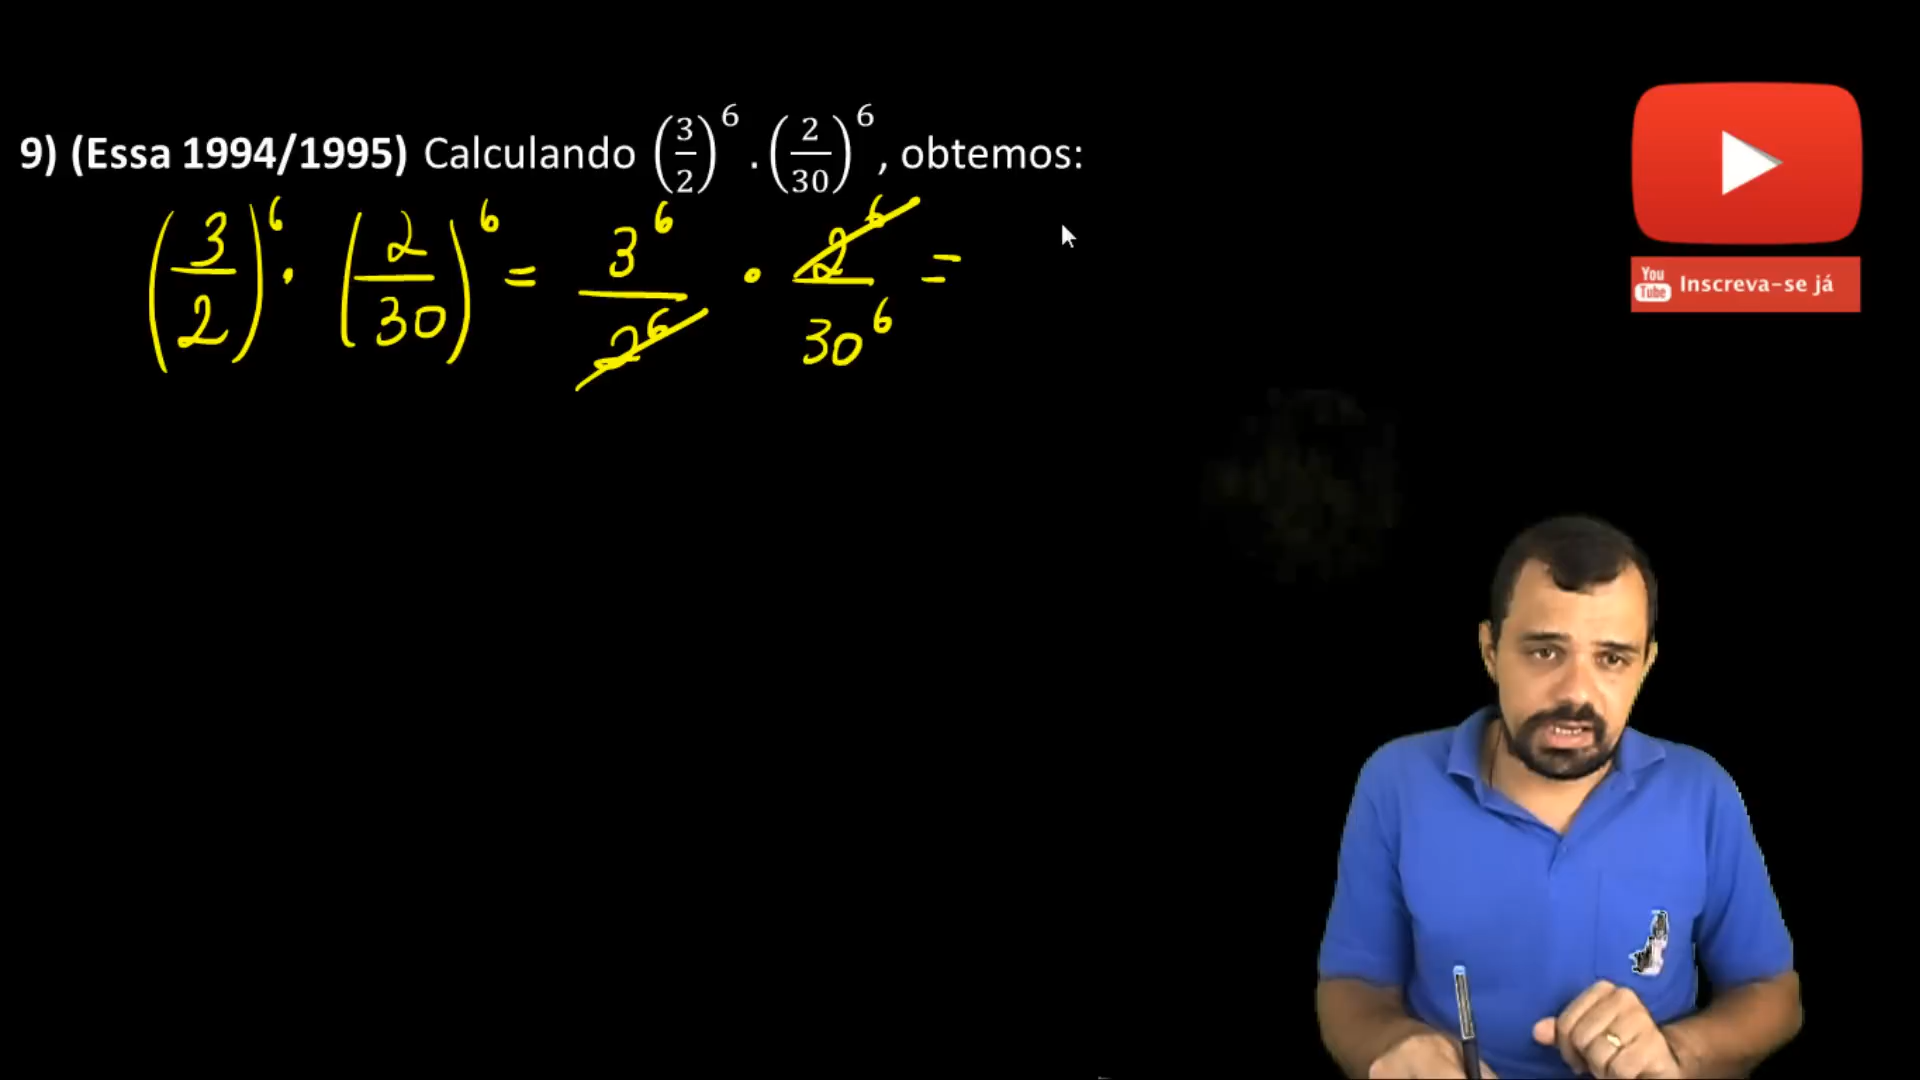 9) (Essa 1994/1995) Calculando (3/2)^6 . (2/30)^6, obtemos:
(3/2)^6 · (2/30)^6 = 3^6/2^6 · 2^6/30^6 =
You Tube Inscreva-se já